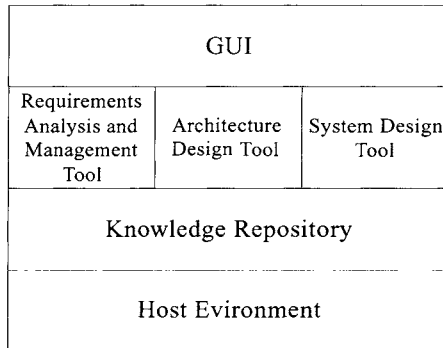 GUI
Requirements
Analysis and
Management
Tool
Architecture
Design Tool
System Design
Tool
Knowledge Repository
Host Evironment